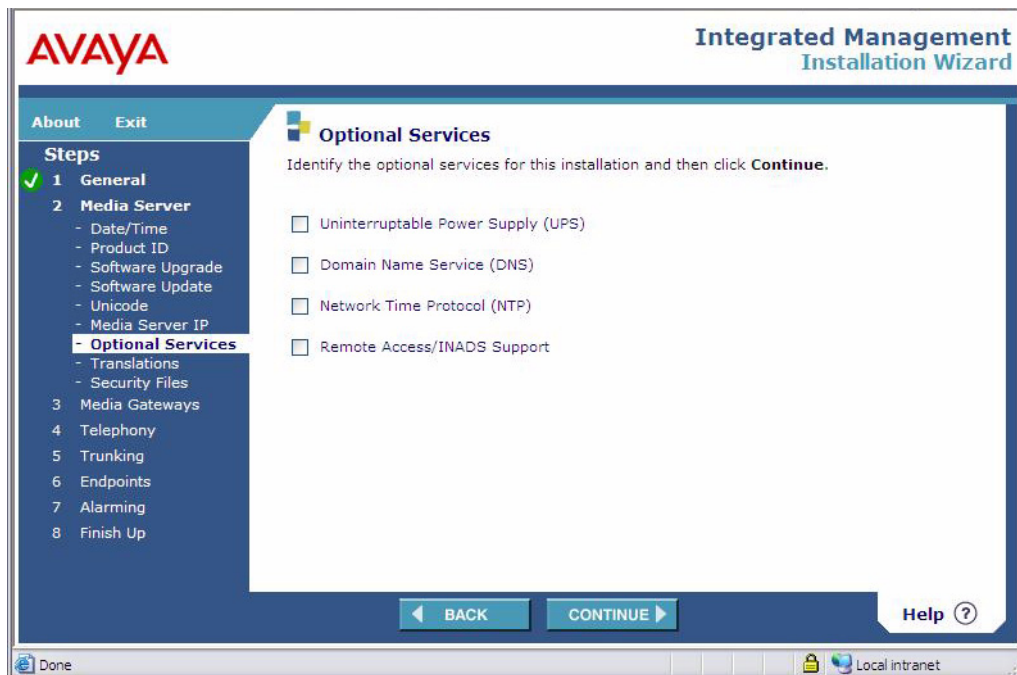 AVAYA
Integrated Management
Installation Wizard
About Exit
Steps
1 General
2 Media Server
- Date/Time
- Product ID
- Software Upgrade
- Software Update
- Unicode
- Media Server IP
- Optional Services
- Translations
- Security Files
3 Media Gateways
4 Telephony
5 Trunking
6 Endpoints
7 Alarming
8 Finish Up
Optional Services
Identify the optional services for this installation and then click Continue.
Uninterruptable Power Supply (UPS)
Domain Name Service (DNS)
Network Time Protocol (NTP)
Remote Access/INADS Support
BACK
CONTINUE
Help ?
Done
Local intranet